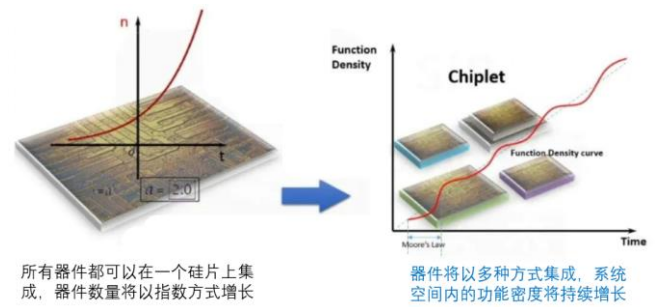 n
t
a = 2.0
所有器件都可以在一个硅片上集
成，器件数量将以指数方式增长
Function
Density
Chiplet
Function Density curve
Moore's Law
Time
器件将以多种方式集成，系统
空间内的功能密度将持续增长